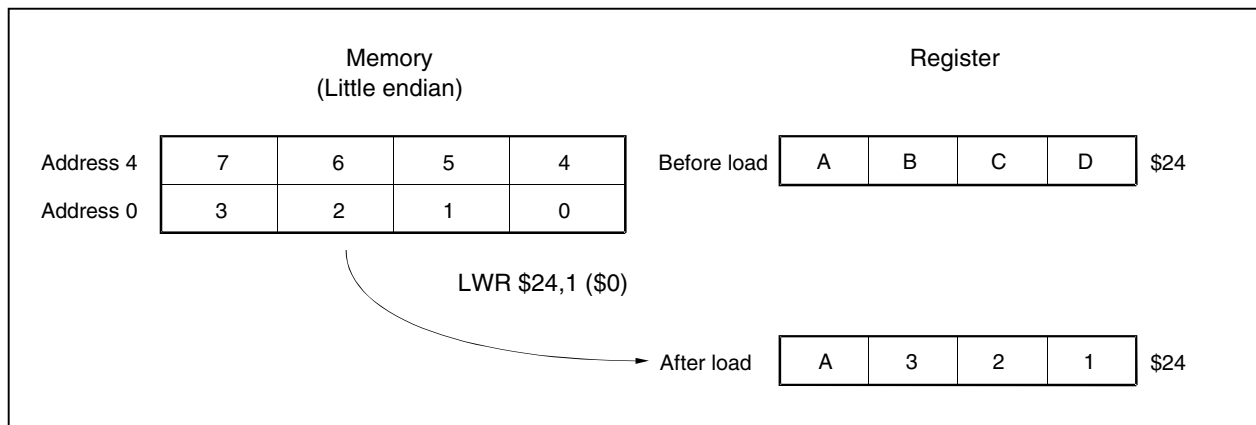 Memory
(Little endian)
Register
Address 4 7 6 5 4
Address 0 3 2 1 0
Before load A B C D $24
LWR $24,1 ($0)
After load A 3 2 1 $24